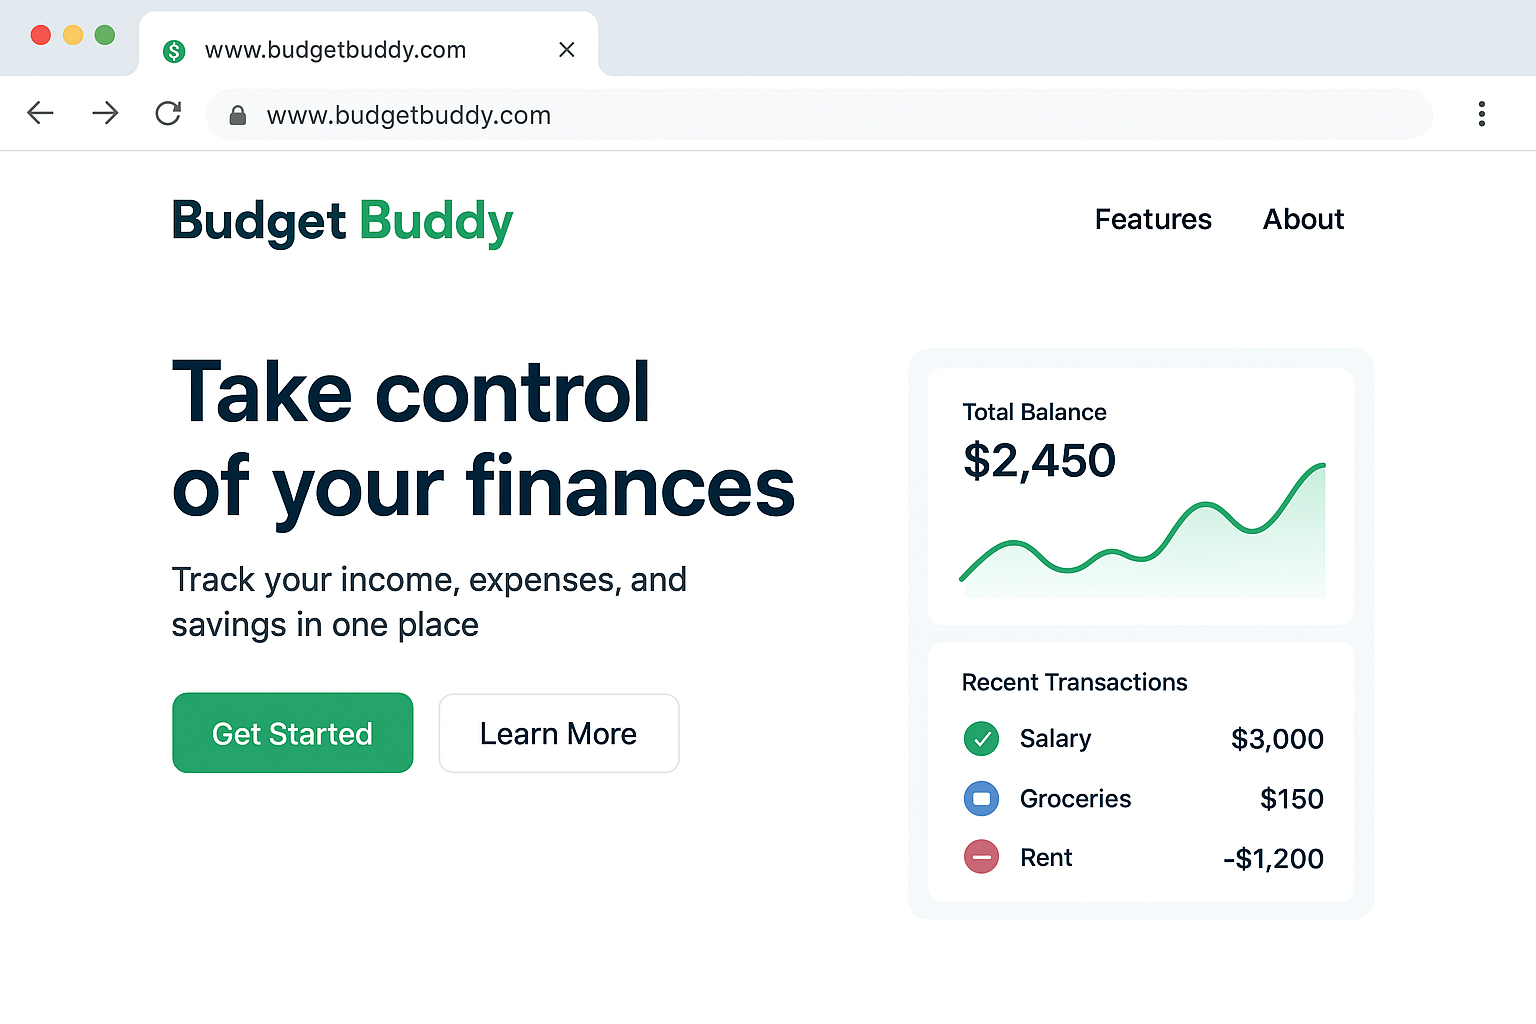 www.budgetbuddy.com
www.budgetbuddy.com
Budget Buddy
Features
About
Take control
of your finances
Track your income, expenses, and
savings in one place
Get Started
Learn More
Total Balance
$2,450
Recent Transactions
Salary $3,000
Groceries $150
Rent -$1,200